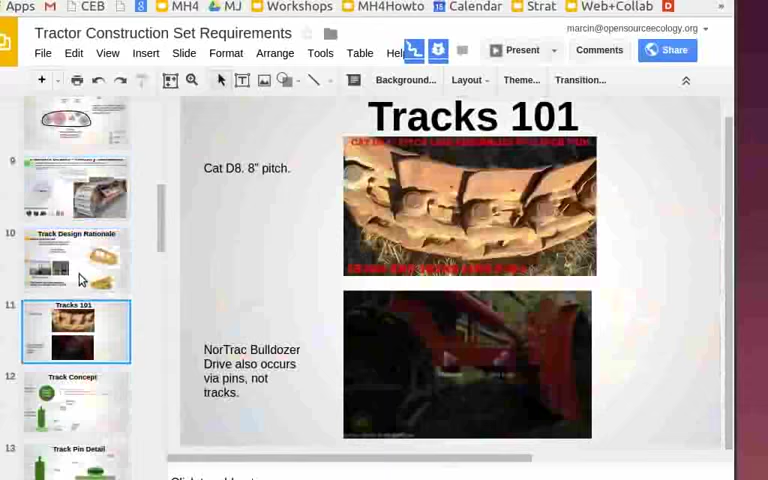 Apps CEB MH4 MJ Workshops MH4Howto Calendar Strat Web+Collab
marcin@opensourceecology.org
Tractor Construction Set Requirements
File Edit View Insert Slide Format Arrange Tools Table
Present Comments Share
Background... Layout Theme... Transition...
9
10
Track Design Rationale
11
Tracks 101
12
Track Concept
13
Track Pin Detail
Tracks 101
Cat D8. 8" pitch.
NorTrac Bulldozer
Drive also occurs
via pins, not
tracks.